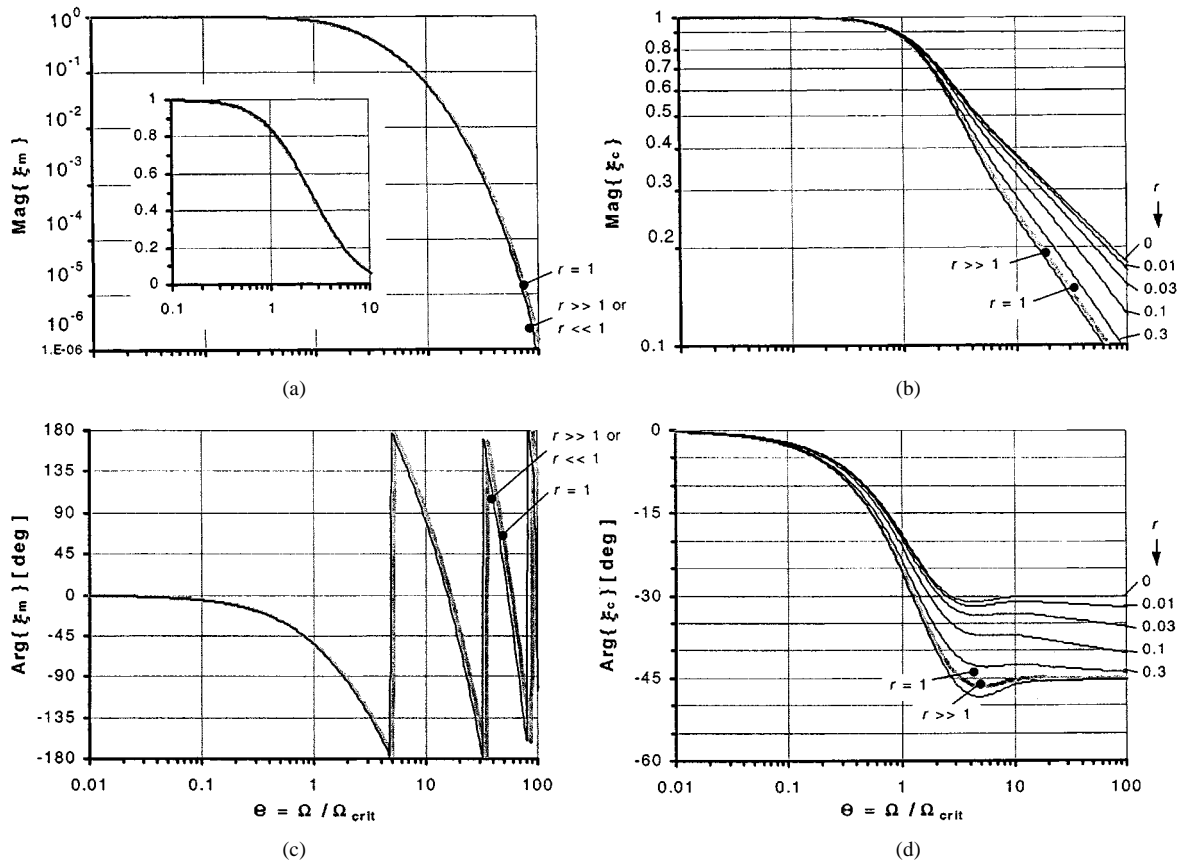 10⁰
10⁻¹
10⁻²
10⁻³
10⁻⁴
10⁻⁵
10⁻⁶
1.E-06
Mag{ ξm }
1
0.8
0.6
0.4
0.2
0
0.1
1
10
r = 1
r >> 1 or
r << 1
(a)
1
0.9
0.8
0.7
0.6
0.5
0.4
0.3
0.2
0.1
Mag{ ξc }
r
0
0.01
0.03
0.1
0.3
r >> 1
r = 1
(b)
180
135
90
45
0
-45
-90
-135
-180
Arg{ ξm } [ deg ]
r >> 1 or
r << 1
r = 1
0.01
0.1
1
10
100
Θ = Ω / Ωcrit
(c)
0
-15
-30
-45
-60
Arg{ ξc } [ deg ]
r
0
0.01
0.03
0.1
0.3
r = 1
r >> 1
0.01
0.1
1
10
100
Θ = Ω / Ωcrit
(d)